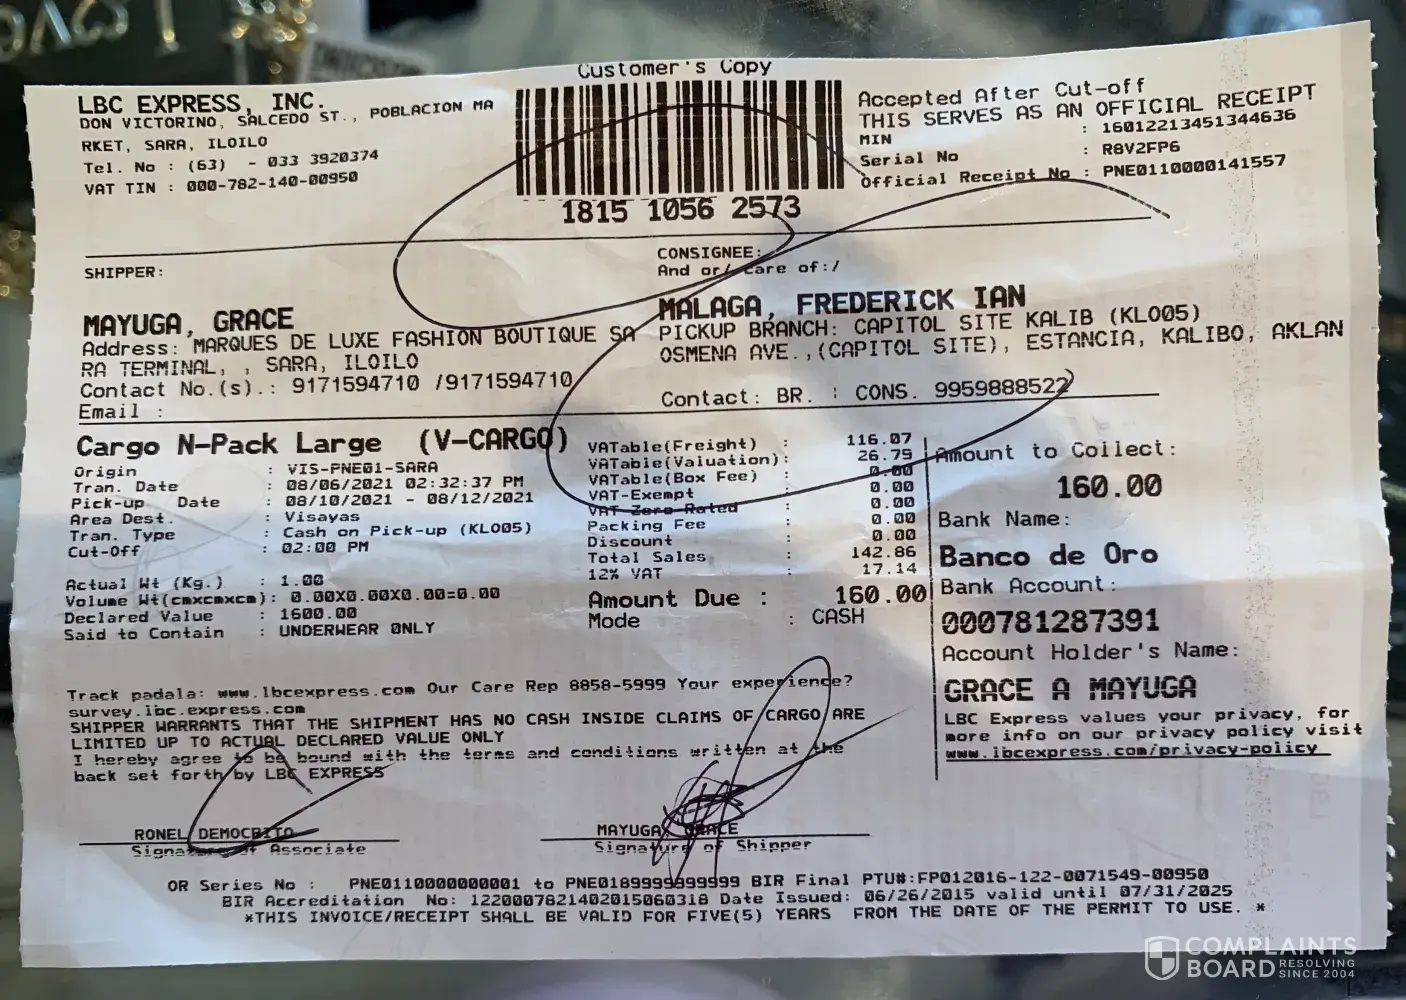 Customer's Copy
LBC EXPRESS, INC.
DON VICTORINO, SALCEDO ST., POBLACION MA
RKET, SARA, ILOILO
Tel. No : (63)  - 033 3920374
VAT TIN : 000-782-140-00950
1815 1056 2573
Accepted After Cut-off
THIS SERVES AS AN OFFICIAL RECEIPT
MIN : 16012213451344636
Serial No : R8V2FP6
Official Receipt No : PNE0110000141557
SHIPPER:
MAYUGA, GRACE
Address: MARQUES DE LUXE FASHION BOUTIQUE SA
RA TERMINAL, , SARA, ILOILO
Contact No.(s).: 9171594710 /9171594710
Email :
CONSIGNEE:
And or/ care of:/
MALAGA, FREDERICK IAN
PICKUP BRANCH: CAPITOL SITE KALIB (KLO05)
OSMENA AVE.,(CAPITOL SITE), ESTANCIA, KALIBO, AKLAN
Contact: BR. : CONS. 9959888522
Cargo N-Pack Large (V-CARGO)
Origin : VIS-PNE01-SARA
Tran. Date : 08/06/2021 02:32:37 PM
Pick-up Date : 08/10/2021 - 08/12/2021
Area Dest. : Visayas
Tran. Type : Cash on Pick-up (KLO05)
Cut-Off : 02:00 PM
Actual Wt (Kg.) : 1.00
Volume Wt(cmxcmxcm): 0.00X0.00X0.00=0.00
Declared Value : 1600.00
Said to Contain : UNDERWEAR ONLY
VATable(Freight) : 116.07
VATable(Valuation): 26.79
VATable(Box Fee) : 0.00
VAT-Exempt : 0.00
VAT Zero Rated : 0.00
Packing Fee : 0.00
Discount : 0.00
Total Sales : 142.86
12% VAT : 17.14
Amount Due : 160.00
Mode : CASH
Amount to Collect:
160.00
Bank Name:
Banco de Oro
Bank Account:
000781287391
Account Holder's Name:
GRACE A MAYUGA
LBC Express values your privacy, for
more info on our privacy policy visit
www.lbcexpress.com/privacy-policy
Track padala: www.lbcexpress.com Our Care Rep 8858-5999 Your experience?
survey.lbc.express.com
SHIPPER WARRANTS THAT THE SHIPMENT HAS NO CASH INSIDE CLAIMS OF CARGO ARE
LIMITED UP TO ACTUAL DECLARED VALUE ONLY
I hereby agree to be bound with the terms and conditions written at the
back set forth by LBC EXPRESS
RONEL DEMOCRITO
Signature of Associate
MAYUGA, GRACE
Signature of Shipper
OR Series No : PNE0110000000001 to PNE0189999999999 BIR Final PTU#:FP012016-122-0071549-00950
BIR Accreditation No: 12200078214020150603​18 Date Issued: 06/26/2015 valid until 07/31/2025
*THIS INVOICE/RECEIPT SHALL BE VALID FOR FIVE(5) YEARS FROM THE DATE OF THE PERMIT TO USE. *
COMPLAINTS
BOARD RESOLVING SINCE 2004